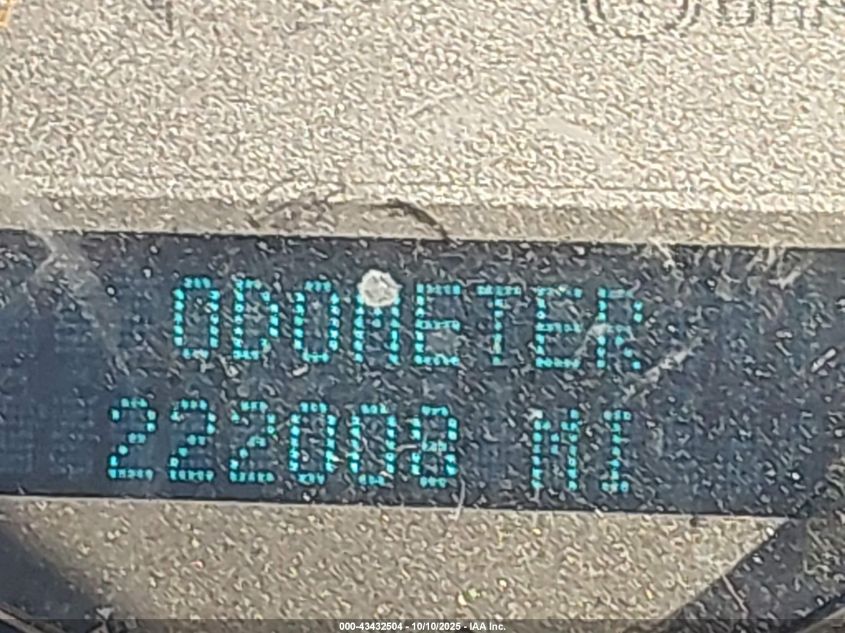 ODOMETER
222008 MI
000-43432504 - 10/10/2025 - IAA Inc.